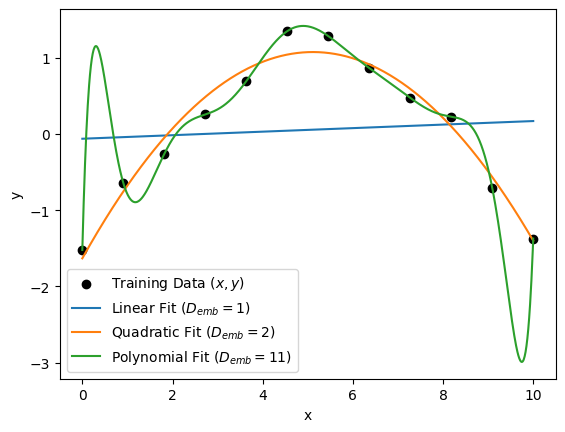 1
0
−1
−2
−3
y
Training Data (x, y)
Linear Fit (D_emb = 1)
Quadratic Fit (D_emb = 2)
Polynomial Fit (D_emb = 11)
0 2 4 6 8 10
x